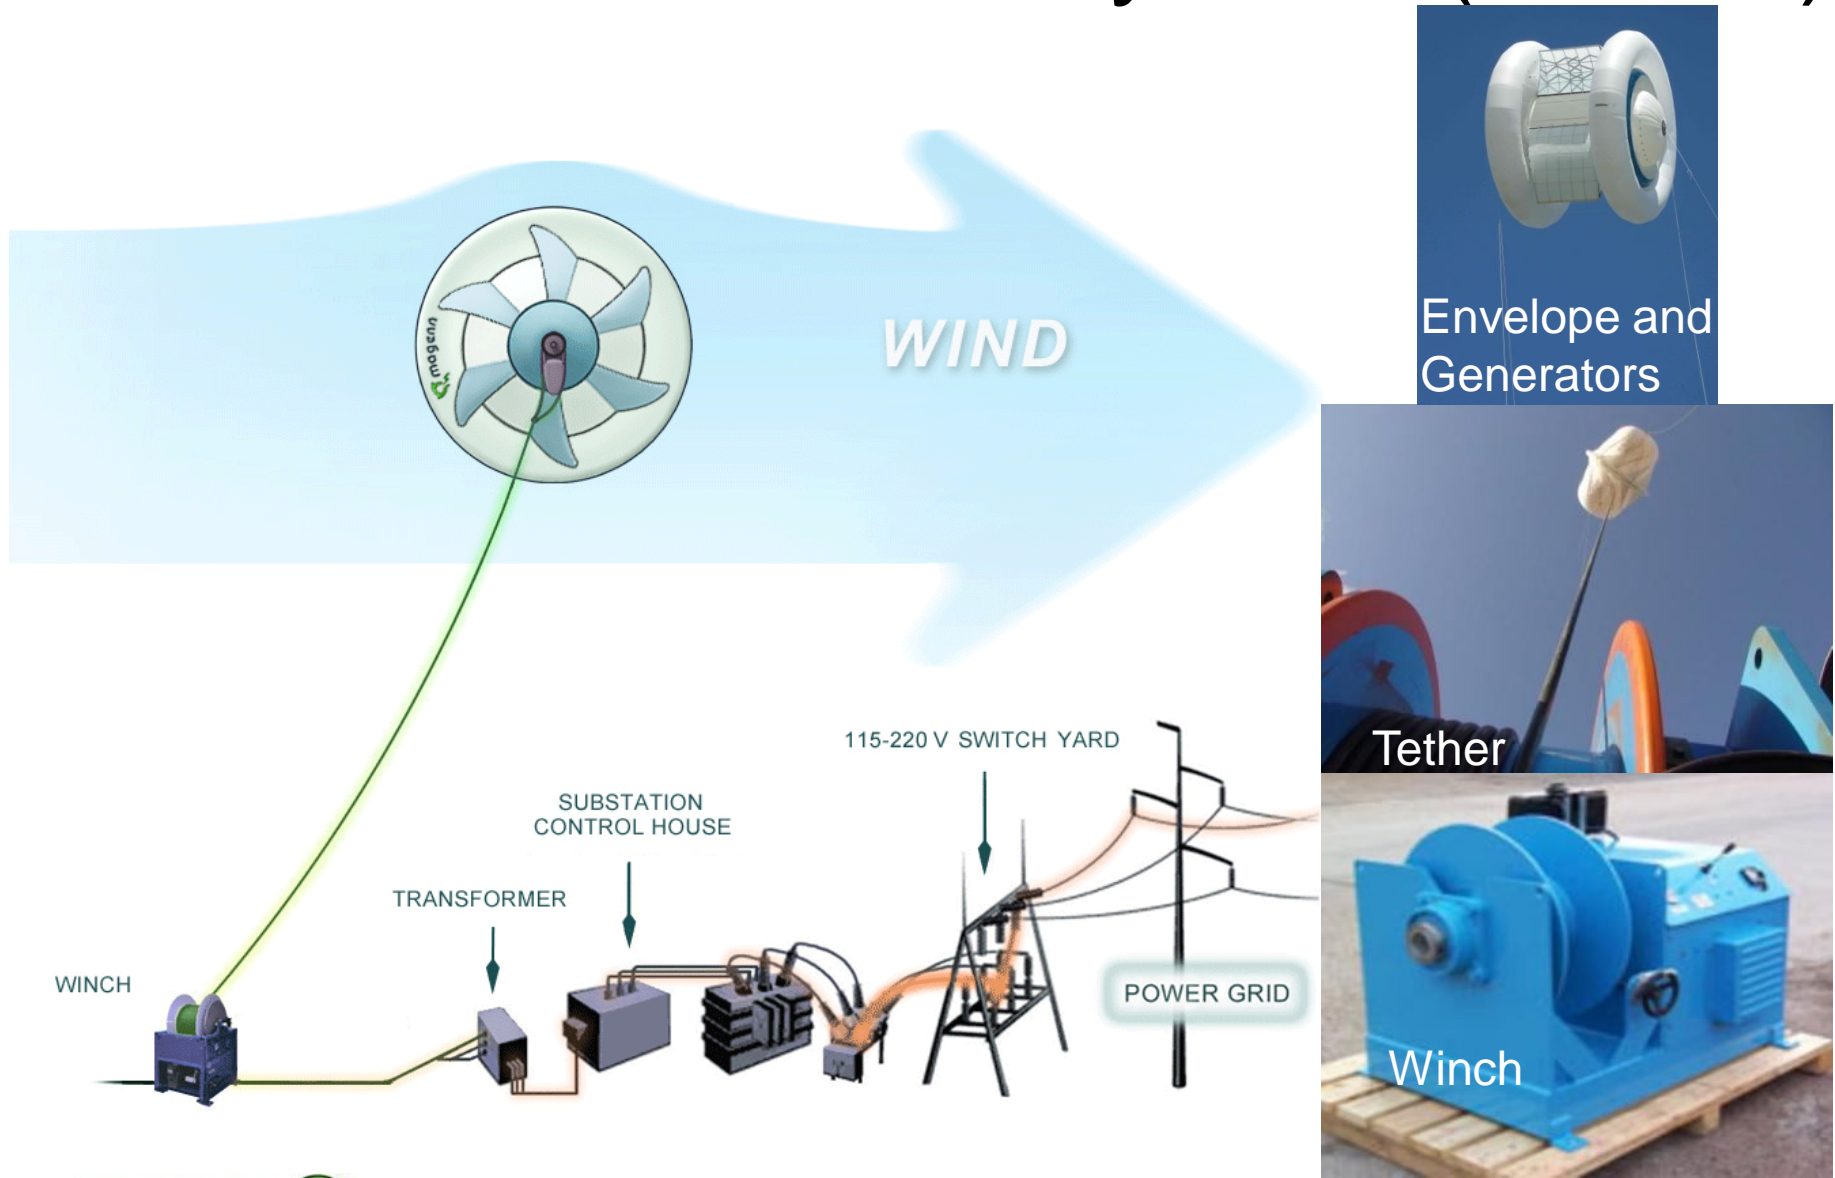 magenn
WIND
115-220 V SWITCH YARD
SUBSTATION
CONTROL HOUSE
TRANSFORMER
WINCH
POWER GRID
Envelope and
Generators
Tether
Winch